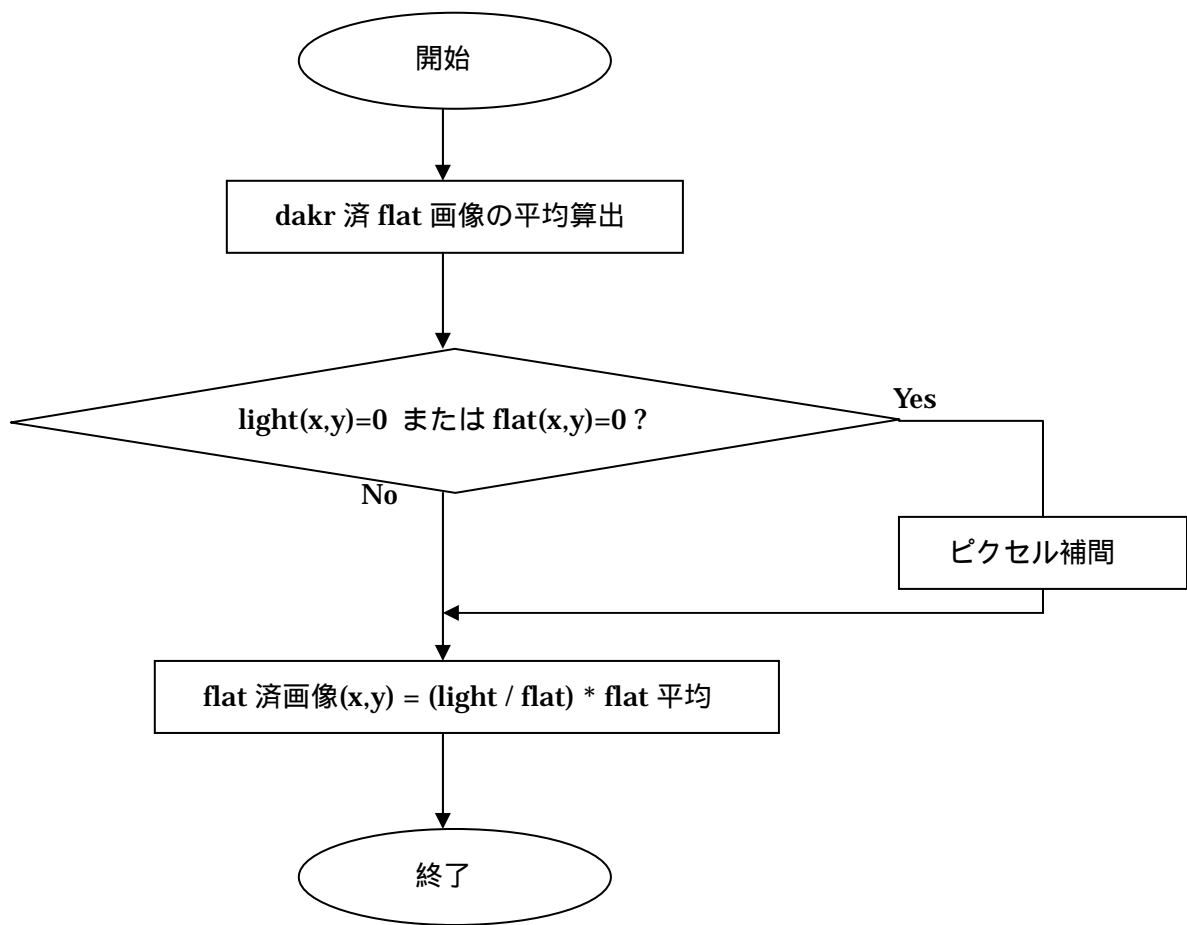 開始
dakr 済 flat 画像の平均算出
light(x,y)=0 または flat(x,y)=0 ?
Yes
No
ピクセル補間
flat 済画像(x,y) = (light / flat) * flat 平均
終了